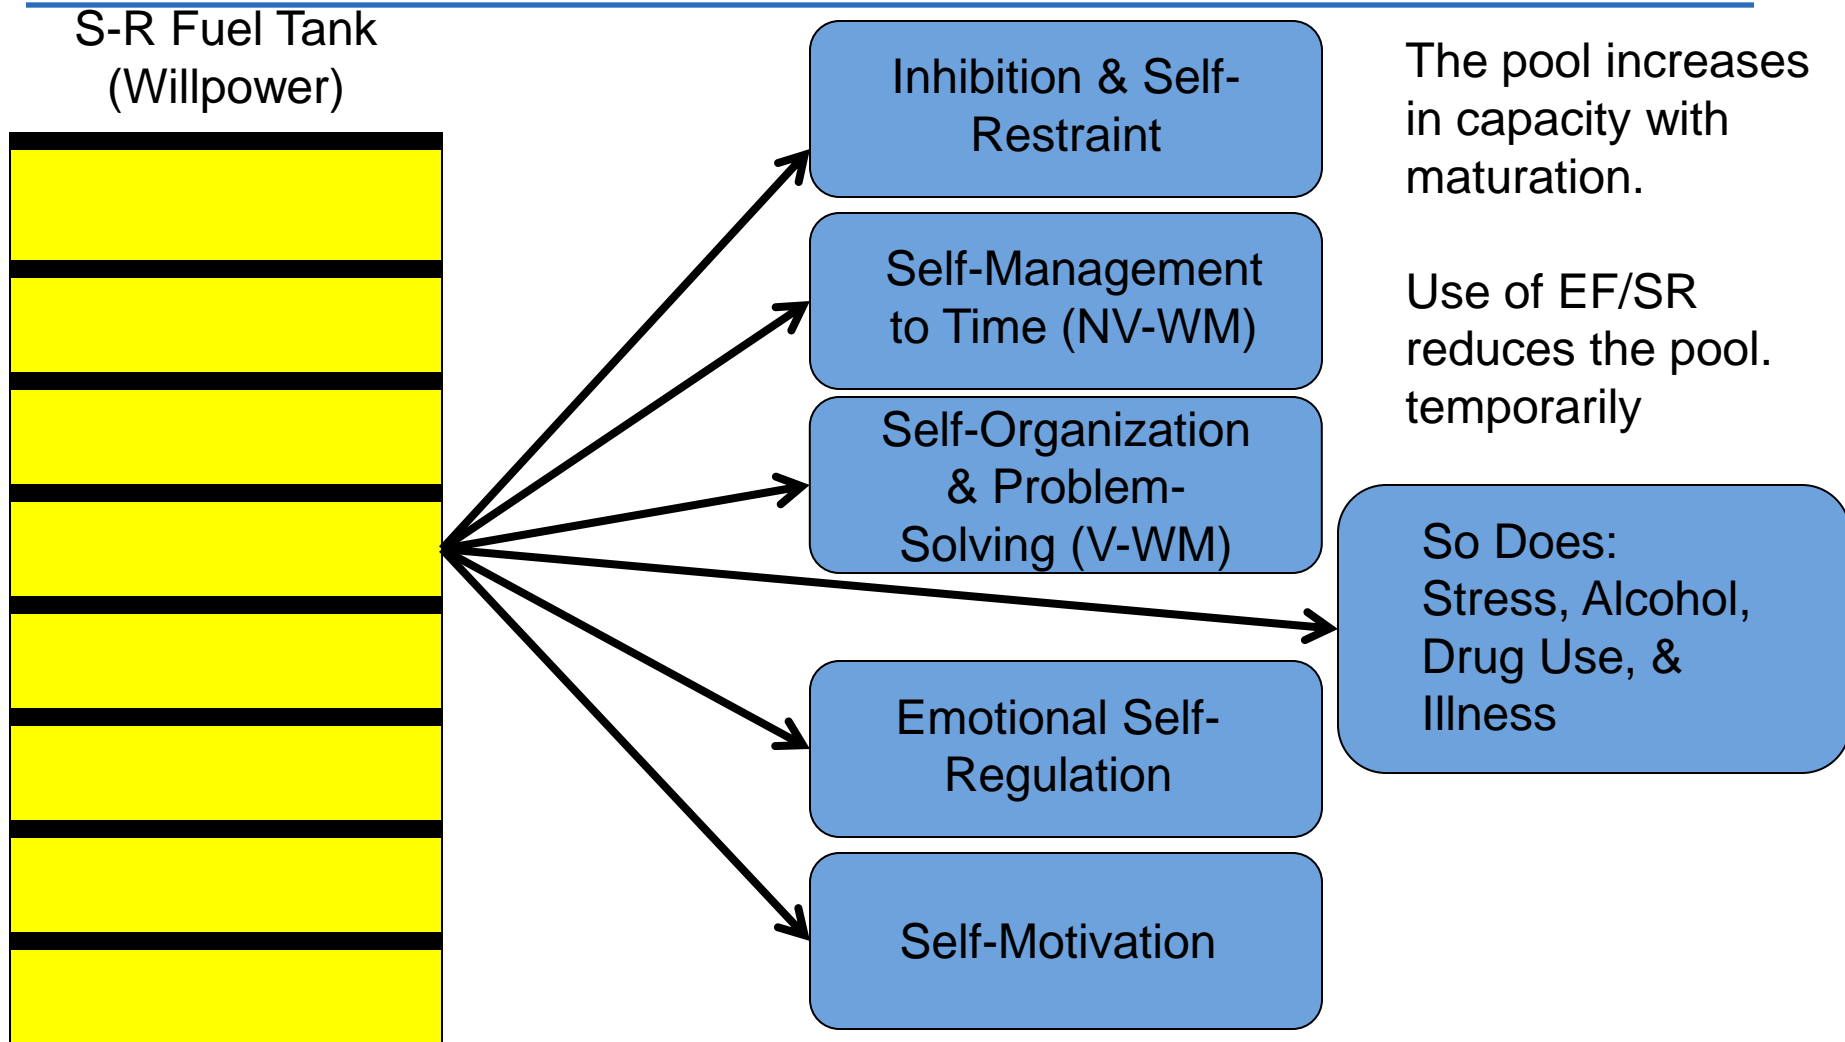 S-R Fuel Tank
(Willpower)
Inhibition & Self-
Restraint
Self-Management
to Time (NV-WM)
Self-Organization
& Problem-
Solving (V-WM)
Emotional Self-
Regulation
Self-Motivation
The pool increases
in capacity with
maturation.
Use of EF/SR
reduces the pool.
temporarily
So Does:
Stress, Alcohol,
Drug Use, &
Illness